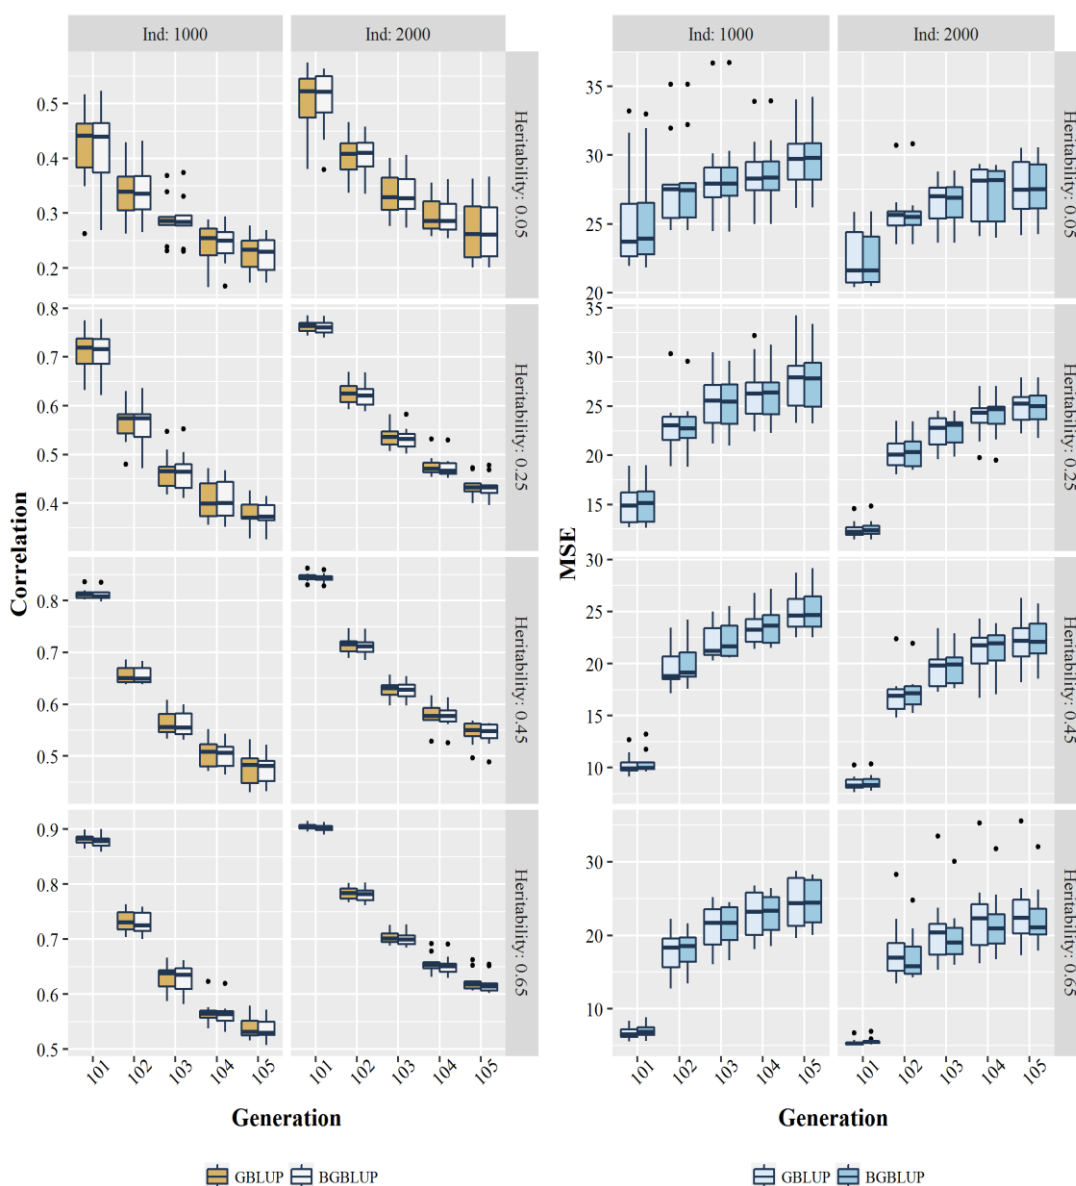 Ind: 1000
Ind: 2000
Correlation
0.5
0.4
0.3
0.2
Heritability: 0.05
0.8
0.7
0.6
0.5
0.4
Heritability: 0.25
0.8
0.7
0.6
0.5
Heritability: 0.45
0.9
0.8
0.7
0.6
0.5
Heritability: 0.65
101
102
103
104
105
101
102
103
104
105
Generation
GBLUP
BGBLUP
Ind: 1000
Ind: 2000
MSE
35
30
25
20
Heritability: 0.05
35
30
25
20
15
Heritability: 0.25
30
25
20
15
10
Heritability: 0.45
30
20
10
Heritability: 0.65
101
102
103
104
105
101
102
103
104
105
Generation
GBLUP
BGBLUP